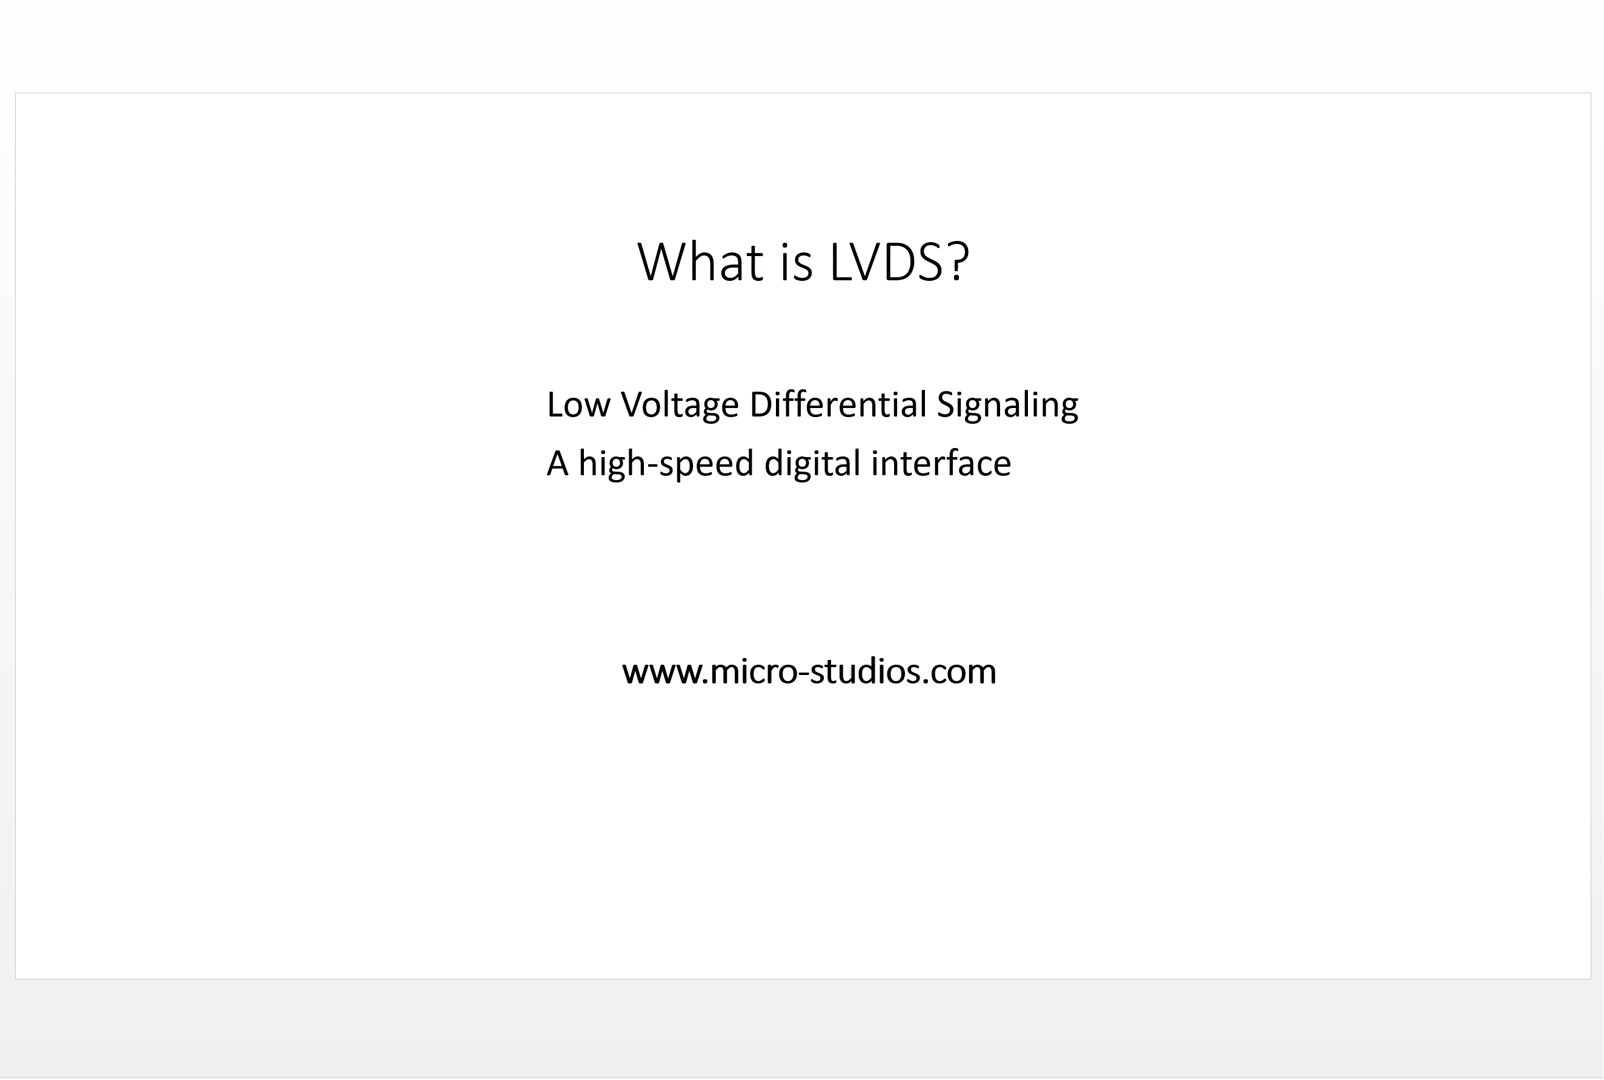 What is LVDS?
Low Voltage Differential Signaling
A high-speed digital interface
www.micro-studios.com